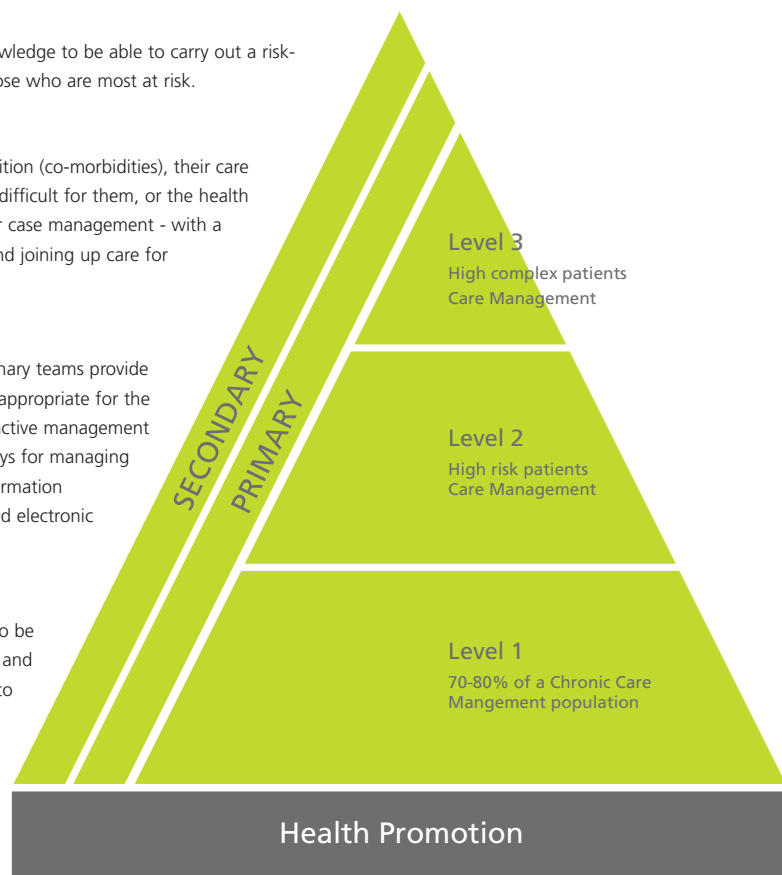 wledge to be able to carry out a risk-
ose who are most at risk.
ition (co-morbidities), their care
difficult for them, or the health
r case management - with a
nd joining up care for
nary teams provide
appropriate for the
active management
ys for managing
ormation
d electronic
o be
and
to
SECONDARY
PRIMARY
Level 3
High complex patients
Care Management
Level 2
High risk patients
Care Management
Level 1
70-80% of a Chronic Care
Mangement population
Health Promotion